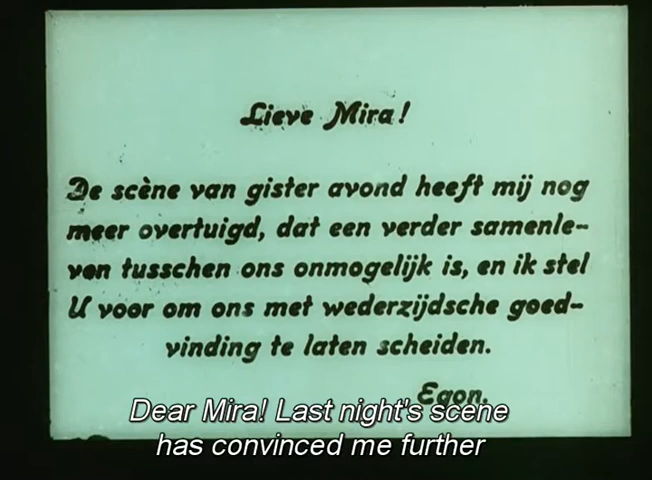 Lieve Mira!
De scène van gister avond heeft mij nog
meer overtuigd, dat een verder samenle-
ven tusschen ons onmogelijk is, en ik stel
U voor om ons met wederzijdsche goed-
vinding te laten scheiden.
Egon.
Dear Mira! Last night's scene
has convinced me further